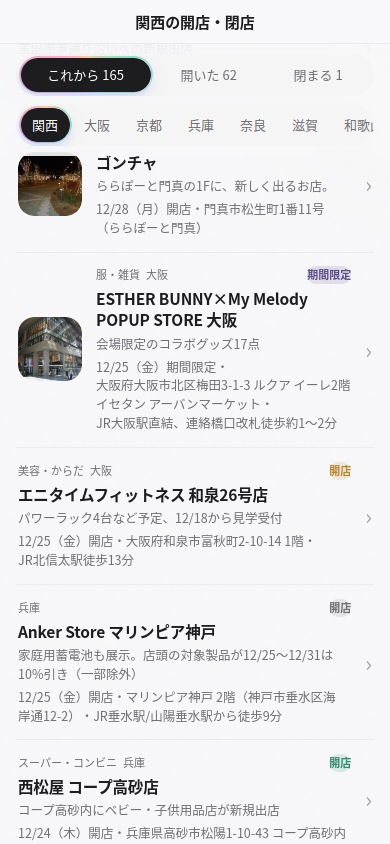 関西の開店・閉店
これから 165
開いた 62
閉まる 1
関西
大阪
京都
兵庫
奈良
滋賀
和歌
ゴンチャ
ららぽーと門真の1Fに、新しく出るお店。
12/28（月）開店・門真市松生町1番11号
（ららぽーと門真）
服・雑貨 大阪
期間限定
ESTHER BUNNY×My Melody
POPUP STORE 大阪
会場限定のコラボグッズ17点
12/25（金）期間限定・
大阪府大阪市北区梅田3-1-3 ルクア イーレ2階
イセタン アーバンマーケット・
JR大阪駅直結、連絡橋口改札徒歩約1〜2分
美容・からだ 大阪
開店
エニタイムフィットネス 和泉26号店
パワーラック4台など予定、12/18から見学受付
12/25（金）開店・大阪府和泉市富秋町2-10-14 1階・
JR北信太駅徒歩13分
兵庫
開店
Anker Store マリンピア神戸
家庭用蓄電池も展示。店頭の対象製品が12/25〜12/31は
10%引き（一部除外）
12/25（金）開店・マリンピア神戸 2階（神戸市垂水区海
岸通12-2）・JR垂水駅/山陽垂水駅から徒歩9分
スーパー・コンビニ 兵庫
開店
西松屋 コープ高砂店
コープ高砂内にベビー・子供用品店が新規出店
12/24（木）開店・兵庫県高砂市松陽1-10-43 コープ高砂内